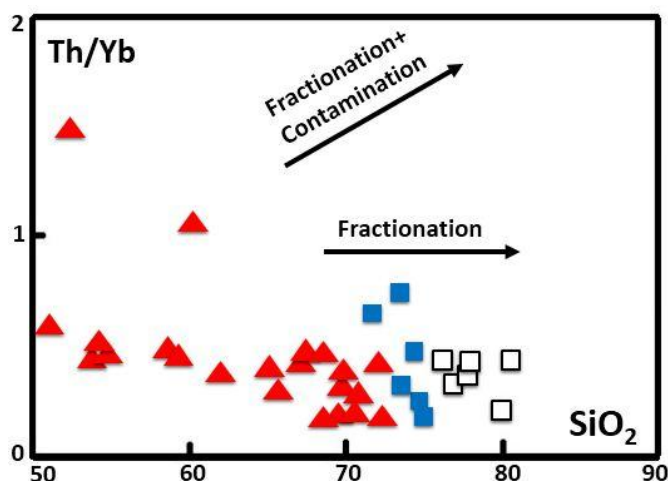 2
Th/Yb
Fractionation+
Contamination
1
Fractionation
SiO₂
0
50 60 70 80 90